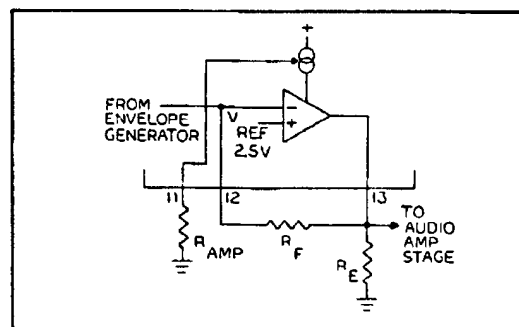 +
FROM
ENVELOPE
GENERATOR
V
REF
2.5V
−
+
11
12
13
R AMP
R F
R E
TO
AUDIO
AMP
STAGE